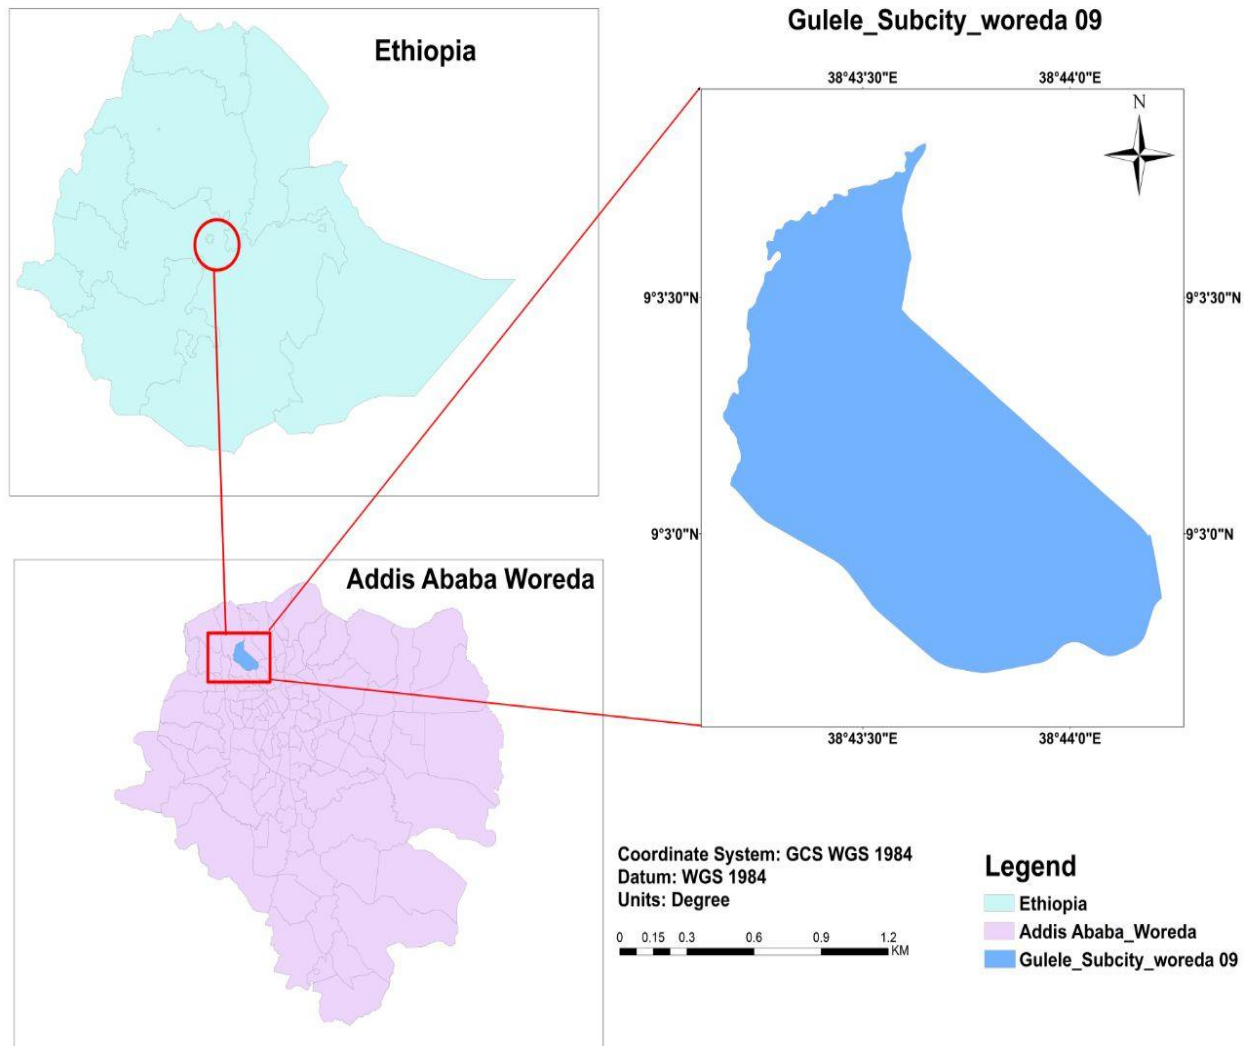 Ethiopia
Gulele_Subcity_woreda 09
38°43'30"E 38°44'0"E
N
9°3'30"N 9°3'30"N
9°3'0"N 9°3'0"N
38°43'30"E 38°44'0"E
Addis Ababa Woreda
Coordinate System: GCS WGS 1984
Datum: WGS 1984
Units: Degree
0 0.15 0.3 0.6 0.9 1.2
KM
Legend
Ethiopia
Addis Ababa_Woreda
Gulele_Subcity_woreda 09